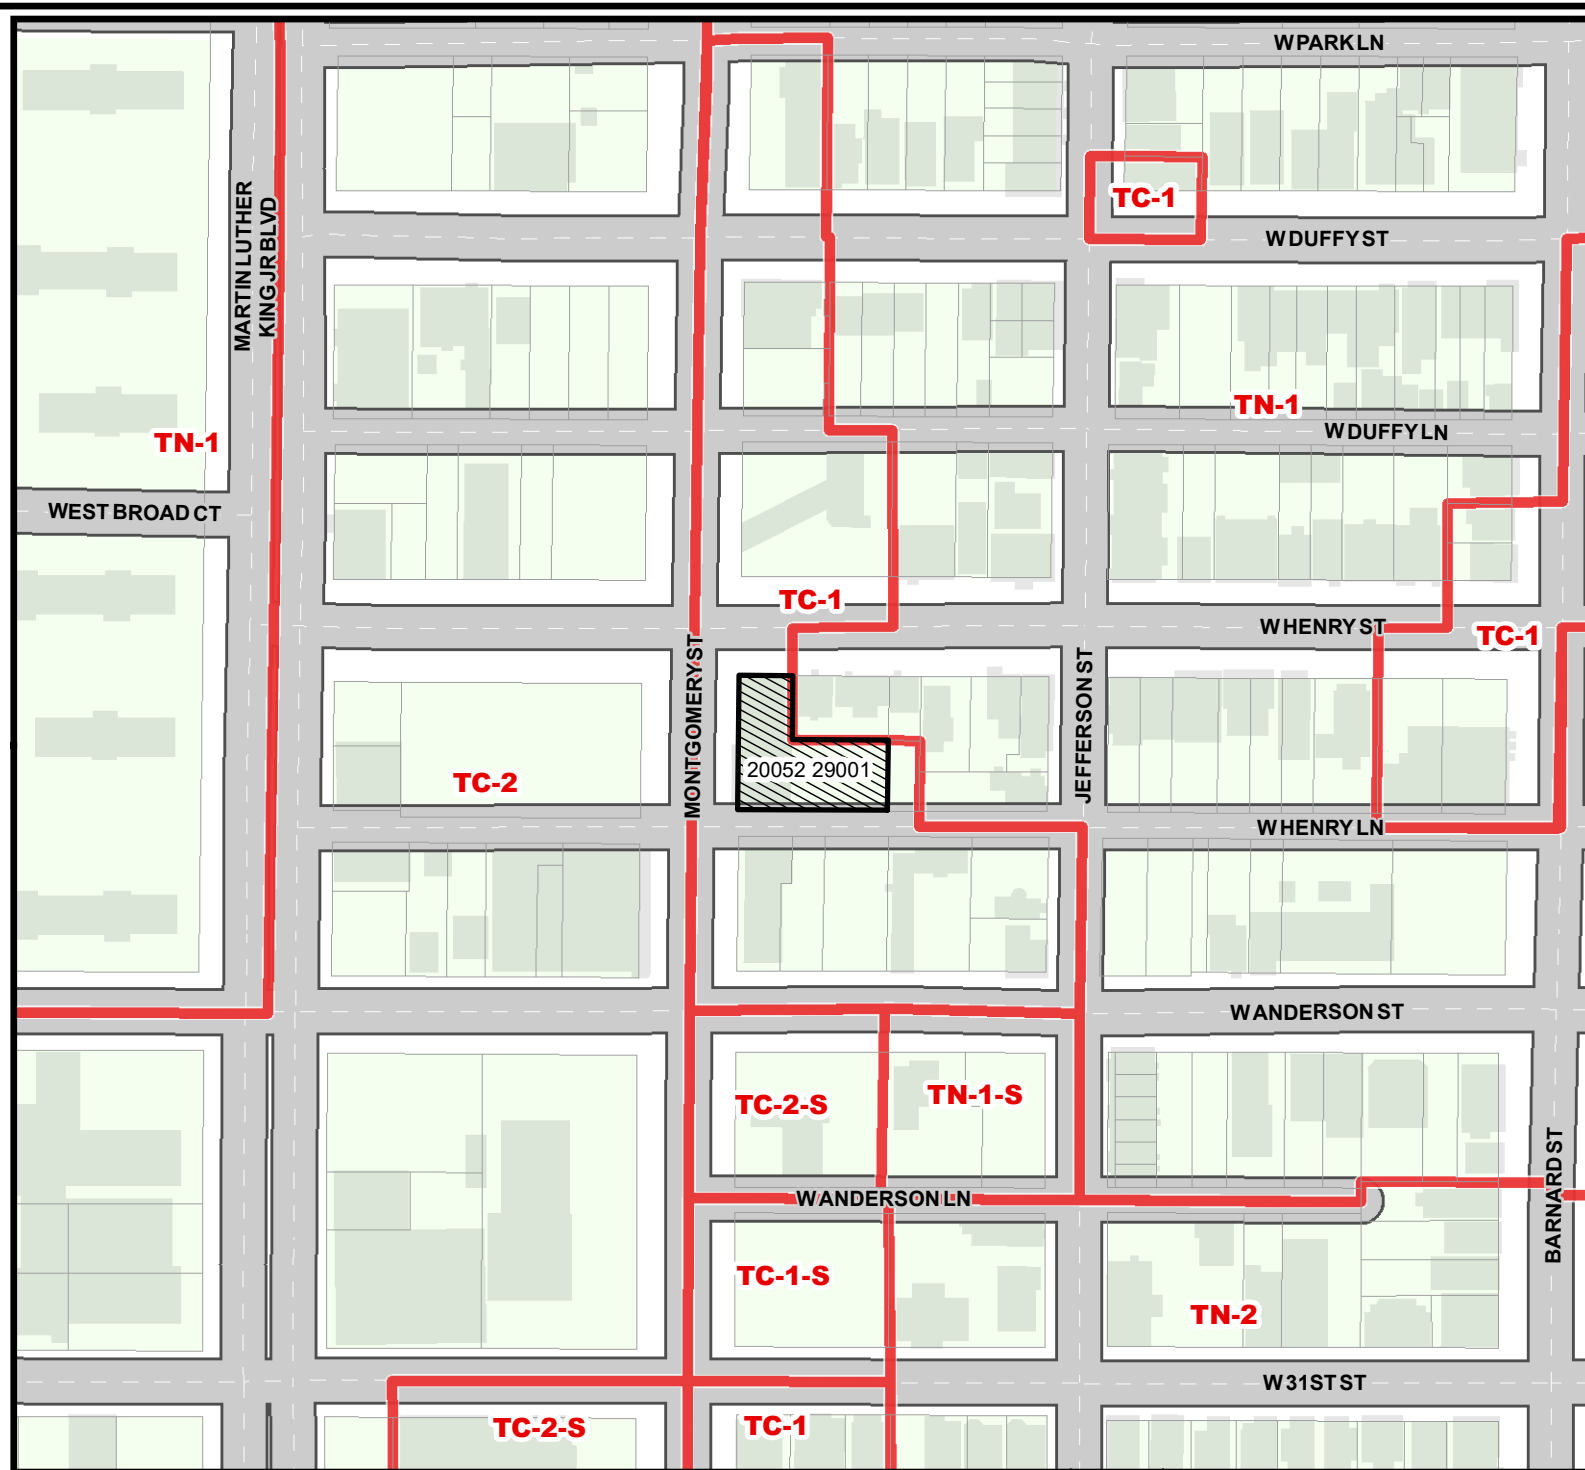 W PARK LN
TC-1
W DUFFY ST
MARTIN LUTHER
KING JR BLVD
TN-1
W DUFFY LN
TN-1
WEST BROAD CT
TC-1
W HENRY ST
TC-1
MONTGOMERY ST
JEFFERSON ST
20052 29001
TC-2
W HENRY LN
W ANDERSON ST
TC-2-S
TN-1-S
W ANDERSON LN
BARNARD ST
TC-1-S
TN-2
W 31ST ST
TC-2-S
TC-1